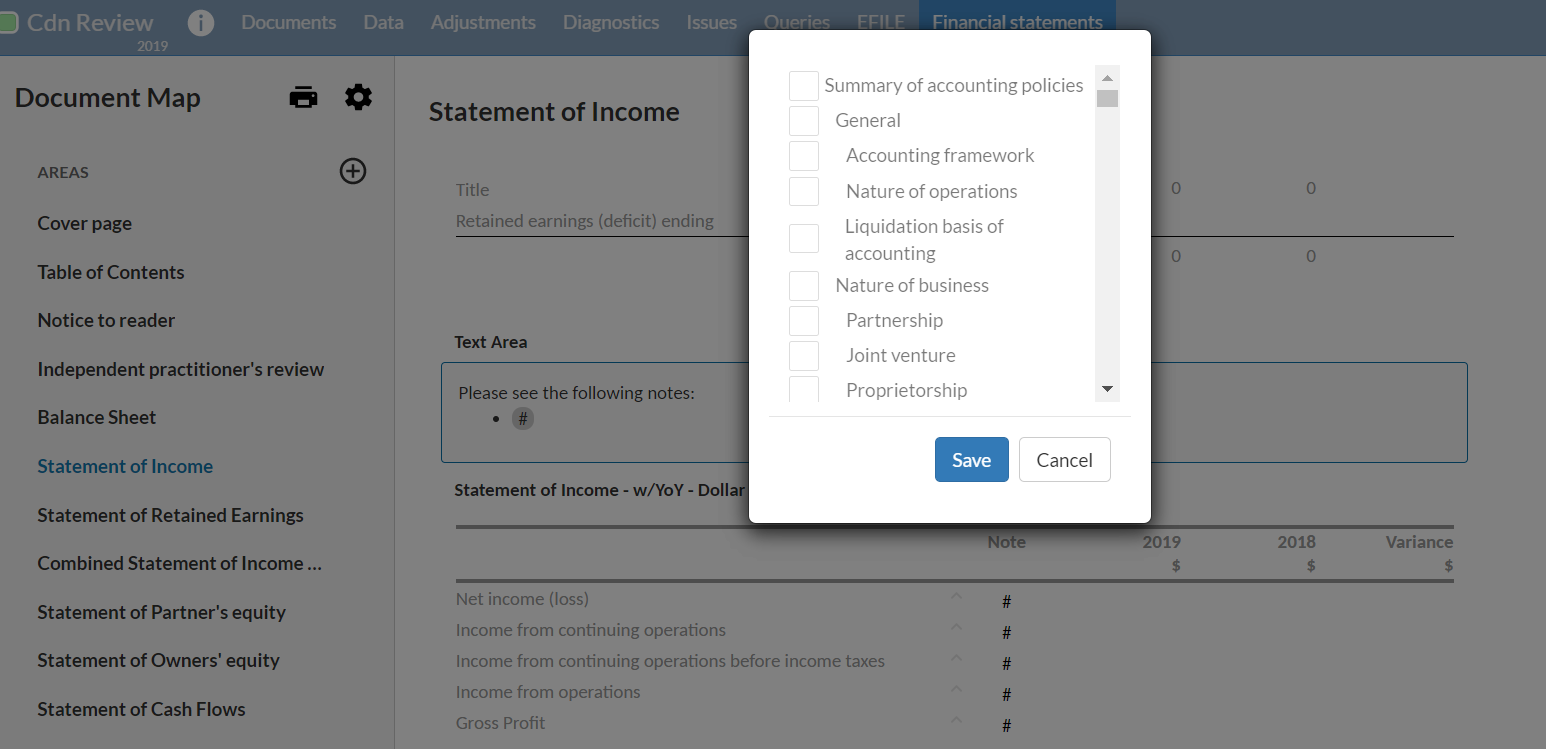 Cdn Review
2019
Documents
Data
Adjustments
Diagnostics
Issues
Queries
EFILE
Financial statements
Document Map
AREAS
Cover page
Table of Contents
Notice to reader
Independent practitioner's review
Balance Sheet
Statement of Income
Statement of Retained Earnings
Combined Statement of Income ...
Statement of Partner's equity
Statement of Owners' equity
Statement of Cash Flows
Statement of Income
Title 0 0
Retained earnings (deficit) ending
0 0
Text Area
Please see the following notes:
• #
Statement of Income - w/YoY - Dollar
Note 2019 2018 Variance
$ $ $
Net income (loss) #
Income from continuing operations #
Income from continuing operations before income taxes #
Income from operations #
Gross Profit #
Summary of accounting policies
General
Accounting framework
Nature of operations
Liquidation basis of
accounting
Nature of business
Partnership
Joint venture
Proprietorship
Save
Cancel